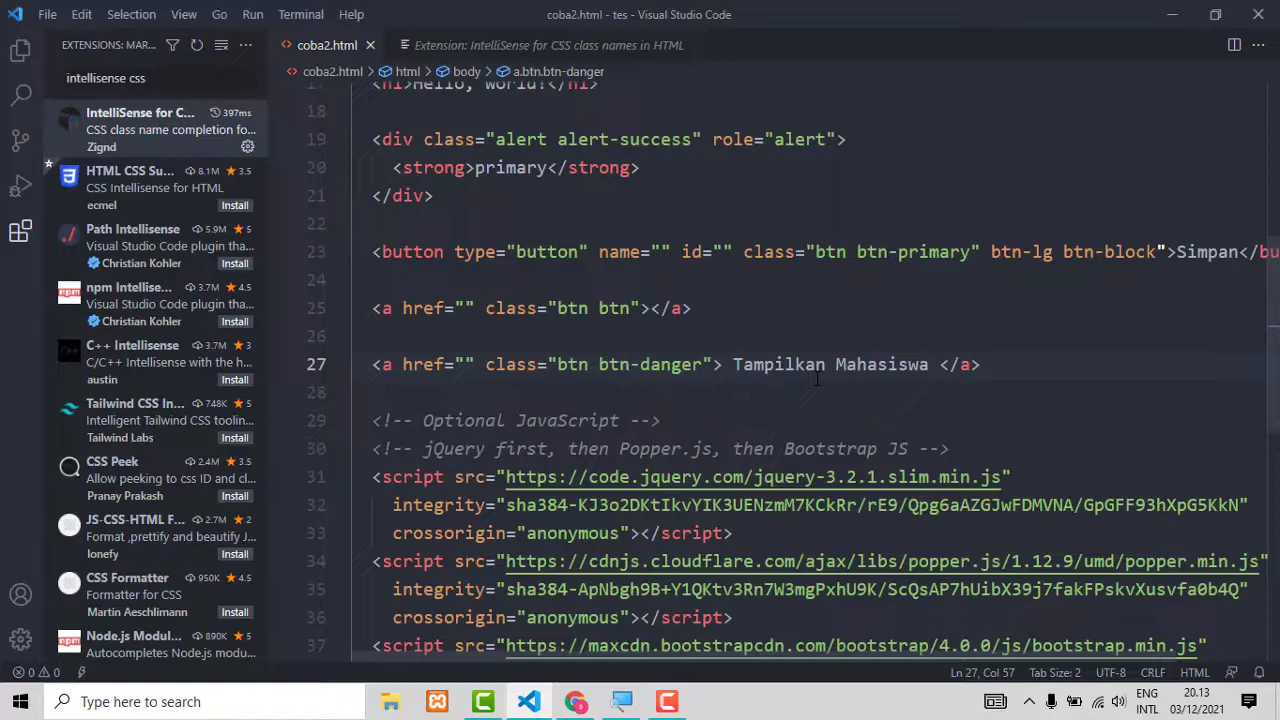 File Edit Selection View Go Run Terminal Help
coba2.html - tes - Visual Studio Code
EXTENSIONS: MAR...
intellisense css
IntelliSense for C... 397ms
CSS class name completion fo...
Zignd
HTML CSS Su... 8.1M 3.5
CSS Intellisense for HTML
ecmel Install
Path Intellisense 5.9M 5
Visual Studio Code plugin tha...
Christian Kohler Install
npm Intellise... 3.7M 4.5
Visual Studio Code plugin tha...
Christian Kohler Install
C++ Intellisense 3.7M 3
C/C++ Intellisense with the h...
austin Install
Tailwind CSS In... 748K 5
Intelligent Tailwind CSS toolin...
Tailwind Labs Install
CSS Peek 2.4M 3.5
Allow peeking to css ID and cl...
Pranay Prakash Install
JS-CSS-HTML F... 2.7M 2
Format ,prettify and beautify J...
lonefy Install
CSS Formatter 950K 4.5
Formatter for CSS
Martin Aeschlimann Install
Node.js Modul... 890K 5
Autocompletes Node.js modu...
coba2.html
Extension: IntelliSense for CSS class names in HTML
coba2.html > html > body > a.btn.btn-danger
17 <h1>Hello, world!</h1>
18
19 <div class="alert alert-success" role="alert">
20 <strong>primary</strong>
21 </div>
22
23 <button type="button" name="" id="" class="btn btn-primary" btn-lg btn-block">Simpan</bu
24
25 <a href="" class="btn btn"></a>
26
27 <a href="" class="btn btn-danger"> Tampilkan Mahasiswa </a>
28
29 <!-- Optional JavaScript -->
30 <!-- jQuery first, then Popper.js, then Bootstrap JS -->
31 <script src="https://code.jquery.com/jquery-3.2.1.slim.min.js"
32 integrity="sha384-KJ3o2DKtIkvYIK3UENzmM7KCkRr/rE9/Qpg6aAZGJwFDMVNA/GpGFF93hXpG5KkN"
33 crossorigin="anonymous"></script>
34 <script src="https://cdnjs.cloudflare.com/ajax/libs/popper.js/1.12.9/umd/popper.min.js"
35 integrity="sha384-ApNbgh9B+Y1QKtv3Rn7W3mgPxhU9K/ScQsAP7hUibX39j7fakFPskvXusvfa0b4Q"
36 crossorigin="anonymous"></script>
37 <script src="https://maxcdn.bootstrapcdn.com/bootstrap/4.0.0/js/bootstrap.min.js"
0 0
Ln 27, Col 57 Tab Size: 2 UTF-8 CRLF HTML
Type here to search
ENG
INTL
20.13
03/12/2021